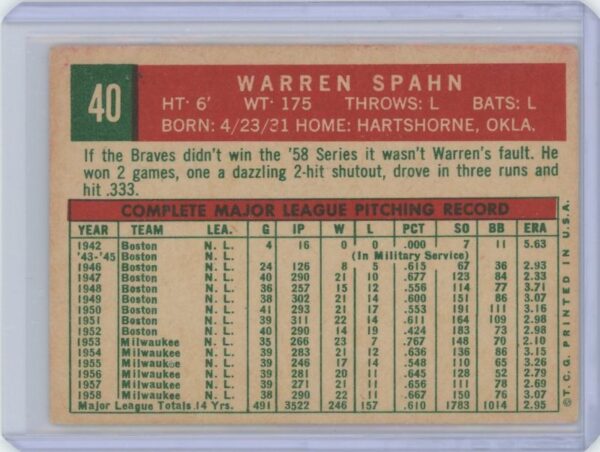 40
WARREN SPAHN
HT· 6' WT· 175 THROWS: L BATS: L
BORN: 4/23/31 HOME: HARTSHORNE, OKLA.
If the Braves didn't win the '58 Series it wasn't Warren's fault. He
won 2 games, one a dazzling 2-hit shutout, drove in three runs and
hit .333.
COMPLETE MAJOR LEAGUE PITCHING RECORD
YEAR TEAM LEA. G IP W L PCT SO BB ERA
1942 Boston N. L. 4 16 0 0 .000 7 11 5.63
'43-'45 Boston N. L. (In Military Service)
1946 Boston N. L. 24 126 8 5 .615 67 36 2.93
1947 Boston N. L. 40 290 21 10 .677 123 84 2.33
1948 Boston N. L. 36 257 15 12 .556 114 77 3.71
1949 Boston N. L. 38 302 21 14 .600 151 86 3.07
1950 Boston N. L. 41 293 21 17 .553 191 111 3.16
1951 Boston N. L. 39 311 22 14 .611 164 109 2.98
1952 Boston N. L. 40 290 14 19 .424 183 73 2.98
1953 Milwaukee N. L. 35 266 23 7 .767 148 70 2.10
1954 Milwaukee N. L. 39 283 21 12 .636 136 86 3.15
1955 Milwaukee N. L. 39 246 17 14 .548 110 65 3.26
1956 Milwaukee N. L. 39 281 20 11 .645 128 52 2.79
1957 Milwaukee N. L. 39 271 21 11 .656 111 78 2.69
1958 Milwaukee N. L. 38 290 22 11 .667 150 76 3.07
Major League Totals 14 Yrs. 491 3522 246 157 .610 1783 1014 2.95
© T.C.G. PRINTED IN U.S.A.